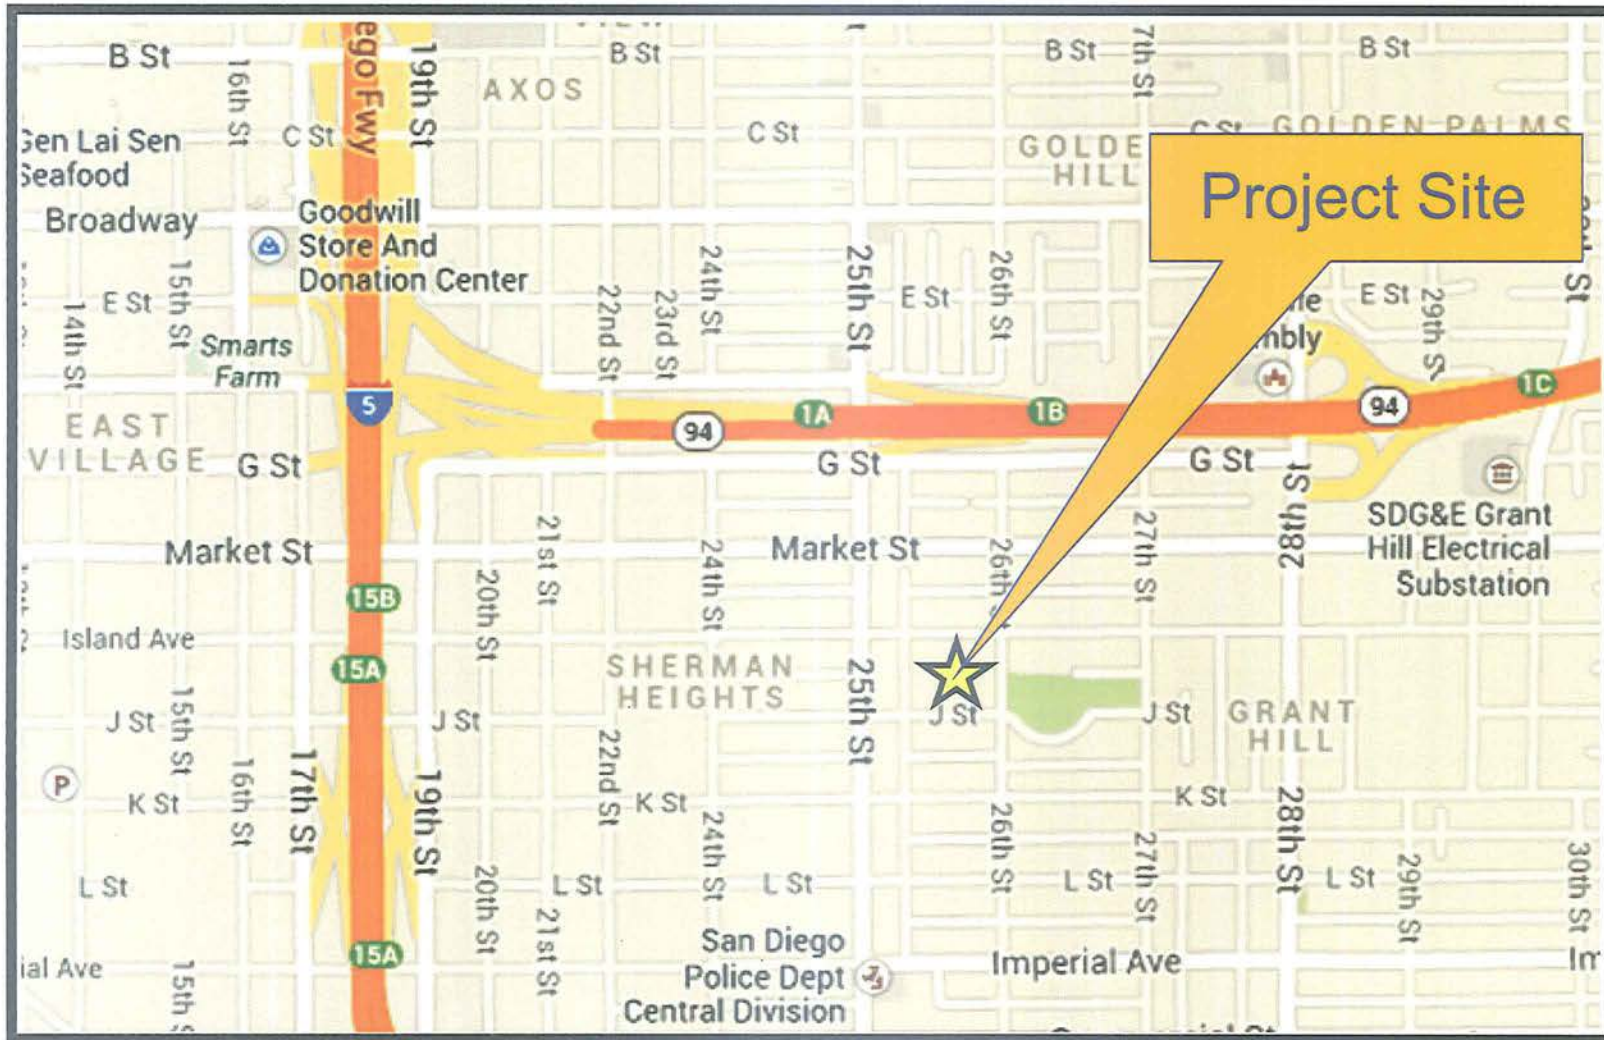 B St
B St
B St
B St
16th St
19th St
AXOS
7th St
C St
C St
Gen Lai Sen
Seafood
GOLDEN PALMS
HILL
Project Site
Broadway
Goodwill
Store And
Donation Center
15th St
14th St
E St
22nd St
23rd St
24th St
25th St
E St
26th St
E St
29th St
St
Smarts
Farm
5
94
1A
1B
94
1C
EAST
VILLAGE
G St
G St
G St
28th St
SDG&E Grant
Hill Electrical
Substation
Market St
Market St
21st St
20th St
24th St
27th St
15B
Island Ave
15A
SHERMAN
HEIGHTS
25th St
15th St
J St
J St
J St
J St
GRANT
HILL
P
16th St
17th St
19th St
22nd St
K St
K St
K St
24th St
26th St
27th St
28th St
29th St
30th St
L St
L St
L St
L St
L St
20th St
21st St
15A
San Diego
Police Dept
Central Division
Imperial Ave